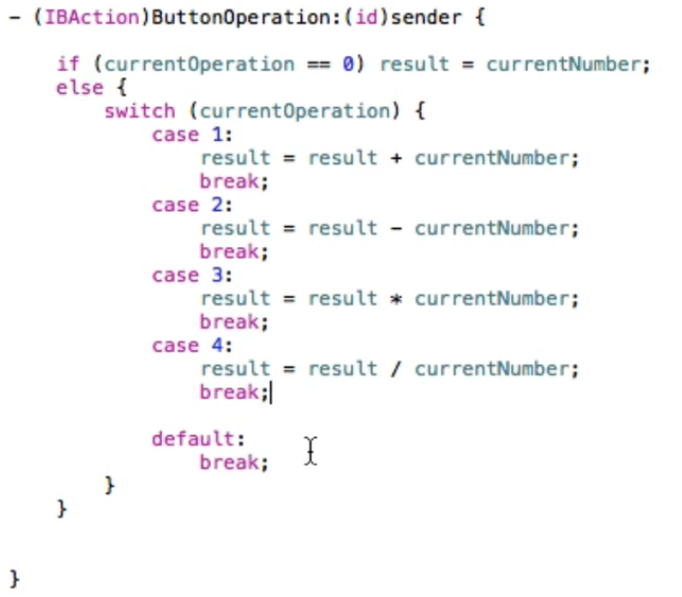 - (IBAction)ButtonOperation:(id)sender {
if (currentOperation == 0) result = currentNumber;
else {
switch (currentOperation) {
case 1:
result = result + currentNumber;
break;
case 2:
result = result - currentNumber;
break;
case 3:
result = result * currentNumber;
break;
case 4:
result = result / currentNumber;
break;
default:
break;
}
}
}